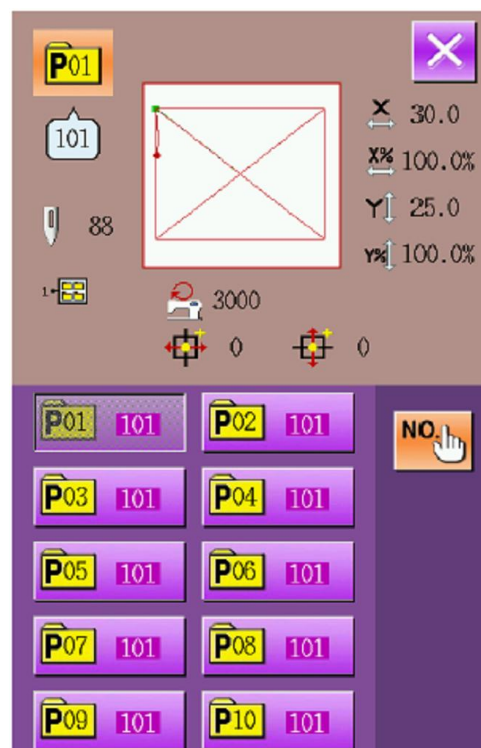 P01
101
X 30.0
X% 100.0%
88
Y 25.0
Y% 100.0%
1
3000
0 0
P01 101 P02 101
NO.
P03 101 P04 101
P05 101 P06 101
P07 101 P08 101
P09 101 P10 101